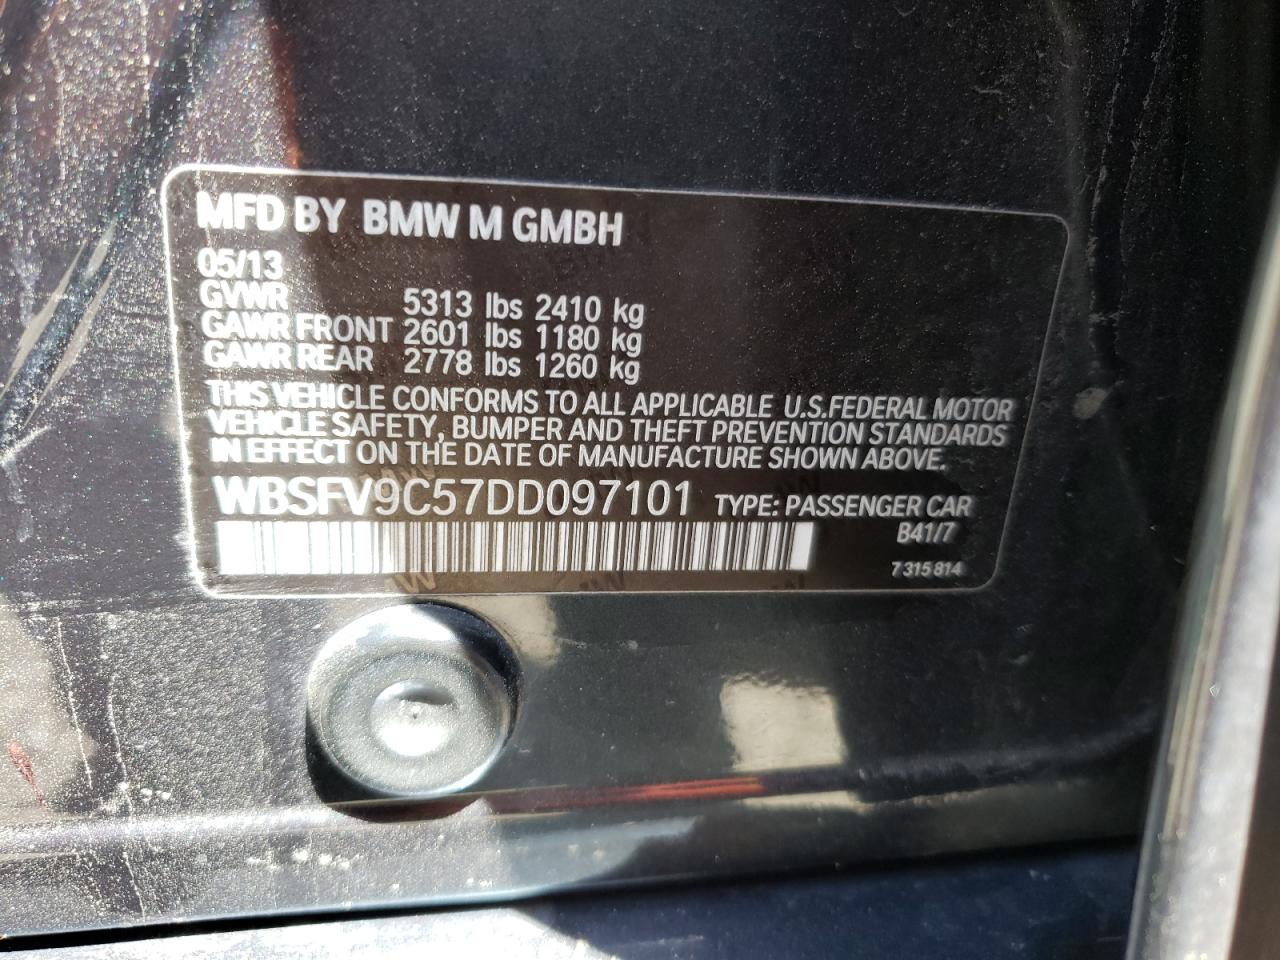 MFD BY BMW M GMBH
05/13
GVWR 5313 lbs 2410 kg
GAWR FRONT 2601 lbs 1180 kg
GAWR REAR 2778 lbs 1260 kg
THIS VEHICLE CONFORMS TO ALL APPLICABLE U.S.FEDERAL MOTOR
VEHICLE SAFETY, BUMPER AND THEFT PREVENTION STANDARDS
IN EFFECT ON THE DATE OF MANUFACTURE SHOWN ABOVE.
WBSFV9C57DD097101 TYPE: PASSENGER CAR
B41/7
7 315 814